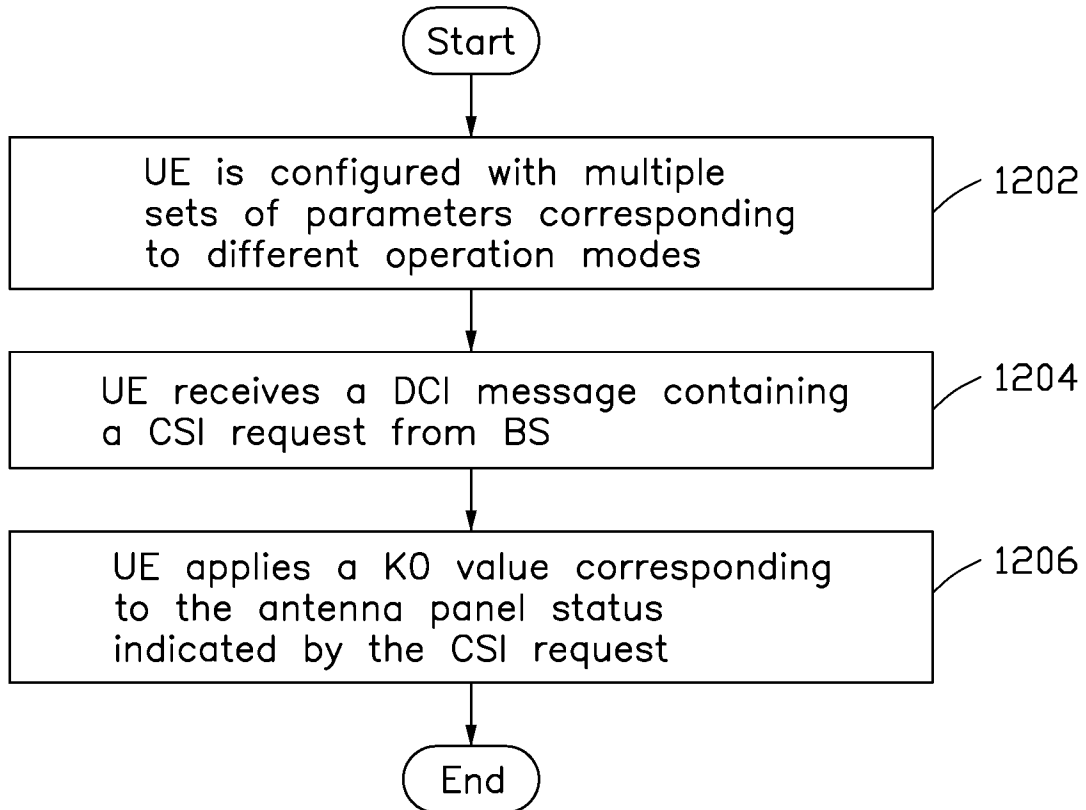 Start
UE is configured with multiple
sets of parameters corresponding
to different operation modes
1202
UE receives a DCI message containing
a CSI request from BS
1204
UE applies a K0 value corresponding
to the antenna panel status
indicated by the CSI request
1206
End